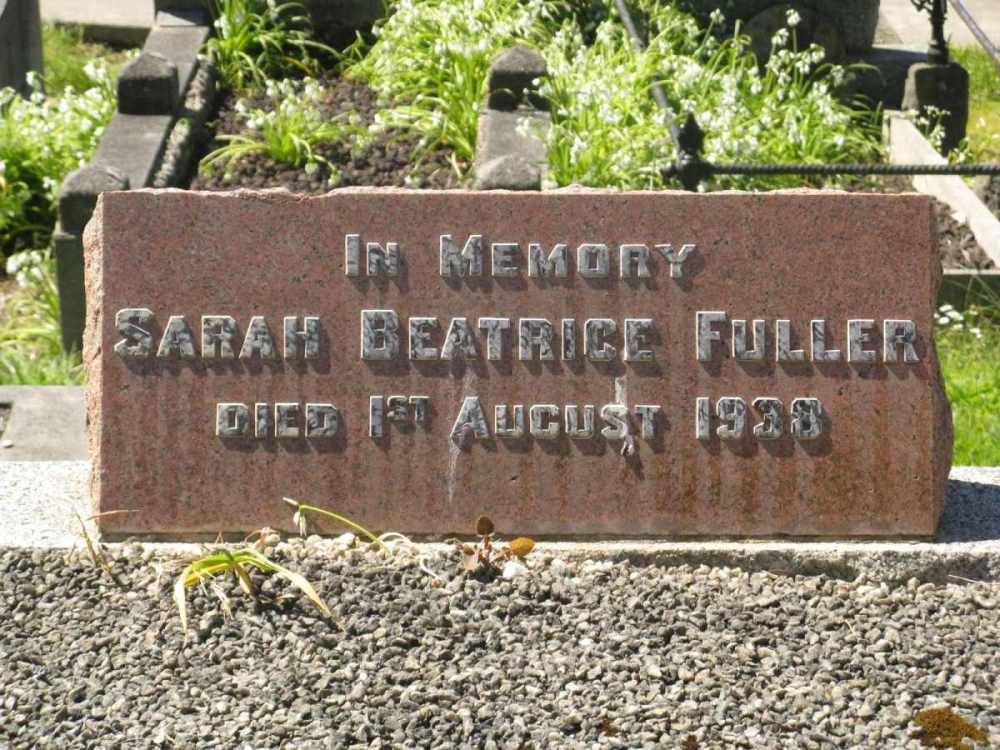 In Memory
Sarah Beatrice Fuller
Died 1st August 1938